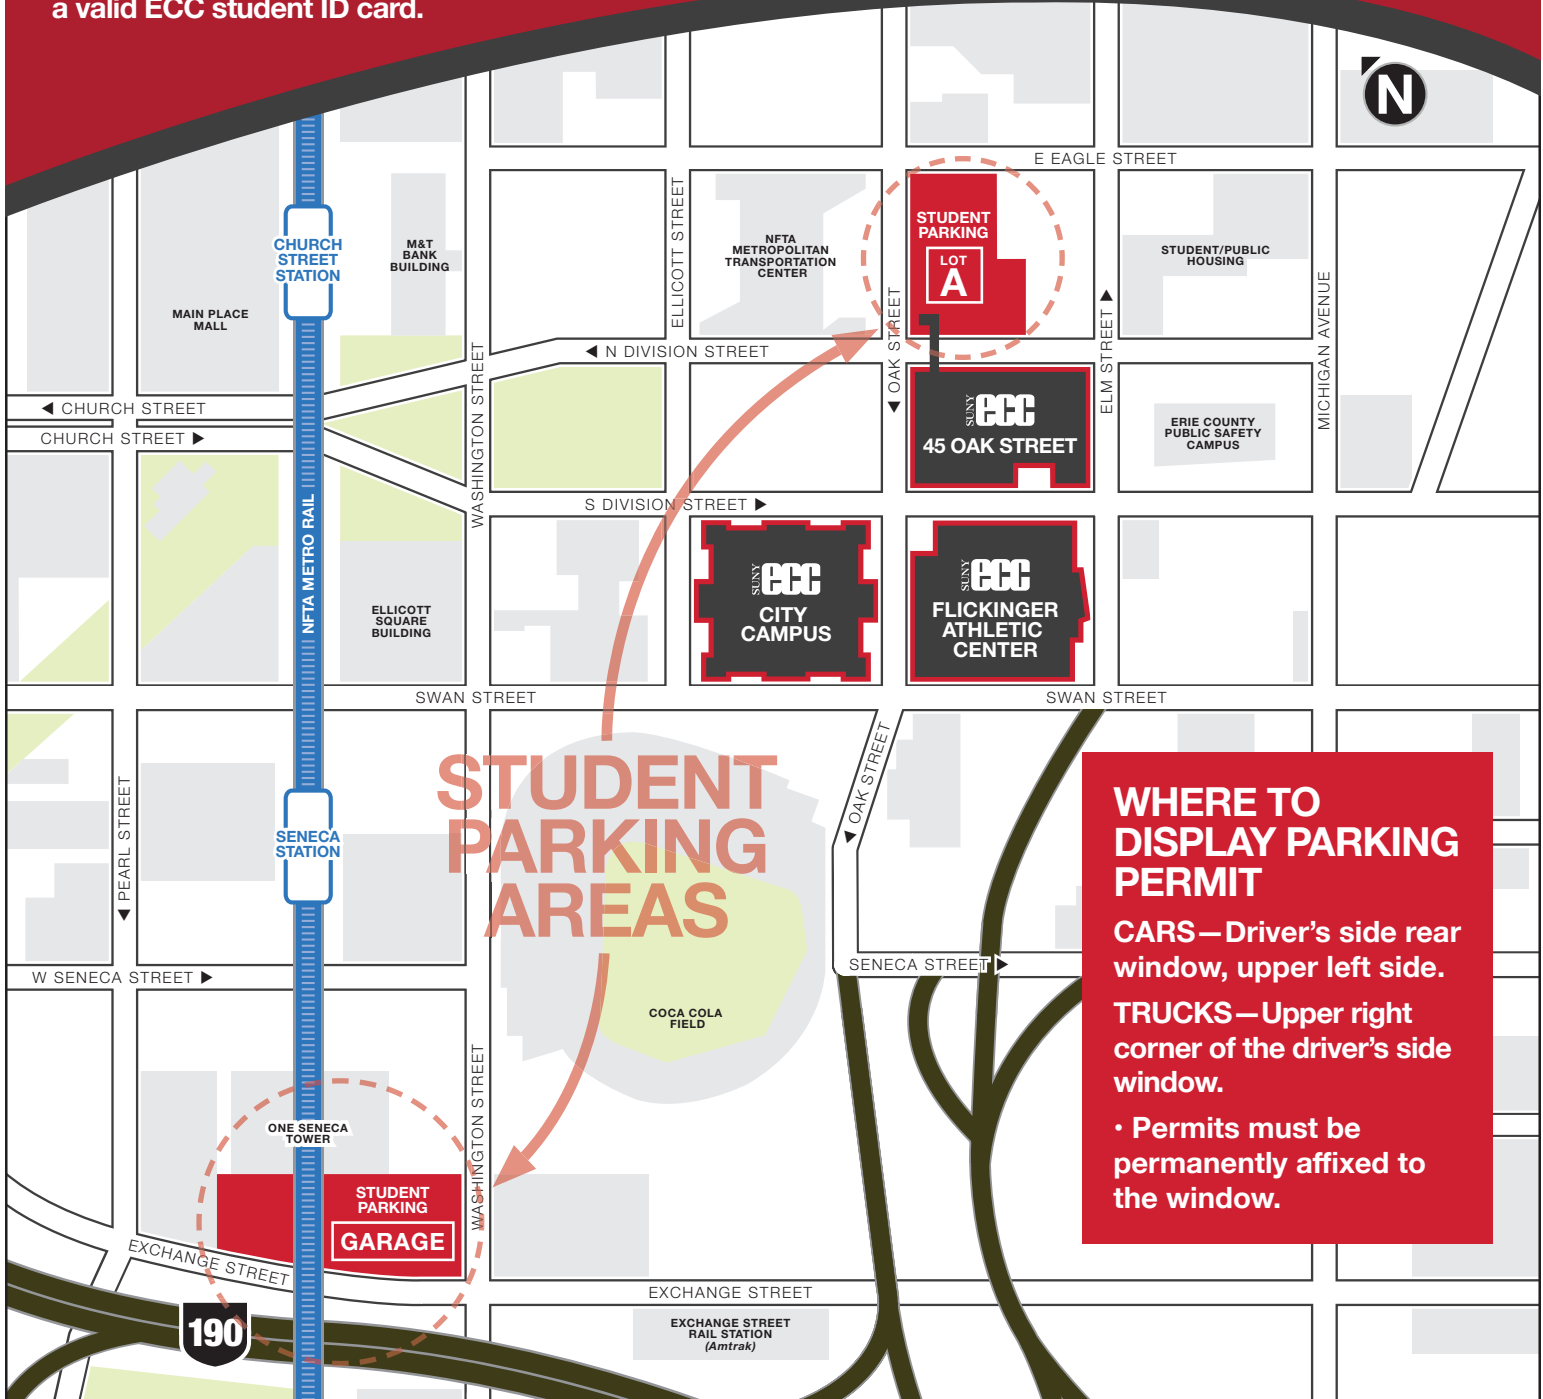 a valid ECC student ID card.
N
E EAGLE STREET
STUDENT
PARKING
LOT
A
CHURCH
STREET
STATION
M&T
BANK
BUILDING
ELLICOTT STREET
NFTA
METROPOLITAN
TRANSPORTATION
CENTER
STUDENT/PUBLIC
HOUSING
MAIN PLACE
MALL
OAK STREET
ELM STREET
MICHIGAN AVENUE
N DIVISION STREET
WASHINGTON STREET
CHURCH STREET
CHURCH STREET
SUNY ecc
45 OAK STREET
ERIE COUNTY
PUBLIC SAFETY
CAMPUS
S DIVISION STREET
NFTA METRO RAIL
SUNY ecc
CITY
CAMPUS
SUNY ecc
FLICKINGER
ATHLETIC
CENTER
ELLICOTT
SQUARE
BUILDING
SWAN STREET
SWAN STREET
STUDENT
PARKING
AREAS
OAK STREET
PEARL STREET
SENECA
STATION
W SENECA STREET
SENECA STREET
COCA COLA
FIELD
WHERE TO
DISPLAY PARKING
PERMIT
CARS—Driver's side rear
window, upper left side.
TRUCKS—Upper right
corner of the driver's side
window.
• Permits must be
permanently affixed to
the window.
WASHINGTON STREET
ONE SENECA
TOWER
STUDENT
PARKING
GARAGE
EXCHANGE STREET
EXCHANGE STREET
190
EXCHANGE STREET
RAIL STATION
(Amtrak)